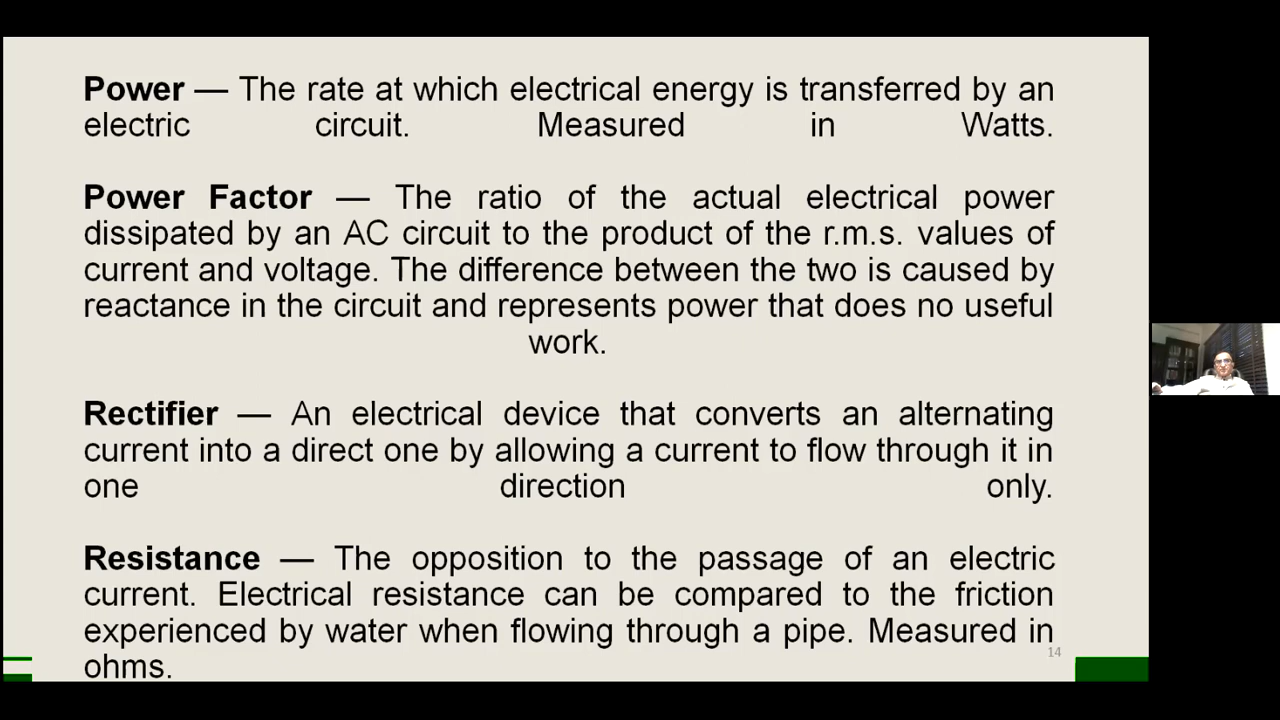 Power — The rate at which electrical energy is transferred by an
electric circuit. Measured in Watts.
Power Factor — The ratio of the actual electrical power
dissipated by an AC circuit to the product of the r.m.s. values of
current and voltage. The difference between the two is caused by
reactance in the circuit and represents power that does no useful
work.
Rectifier — An electrical device that converts an alternating
current into a direct one by allowing a current to flow through it in
one direction only.
Resistance — The opposition to the passage of an electric
current. Electrical resistance can be compared to the friction
experienced by water when flowing through a pipe. Measured in
ohms.
14